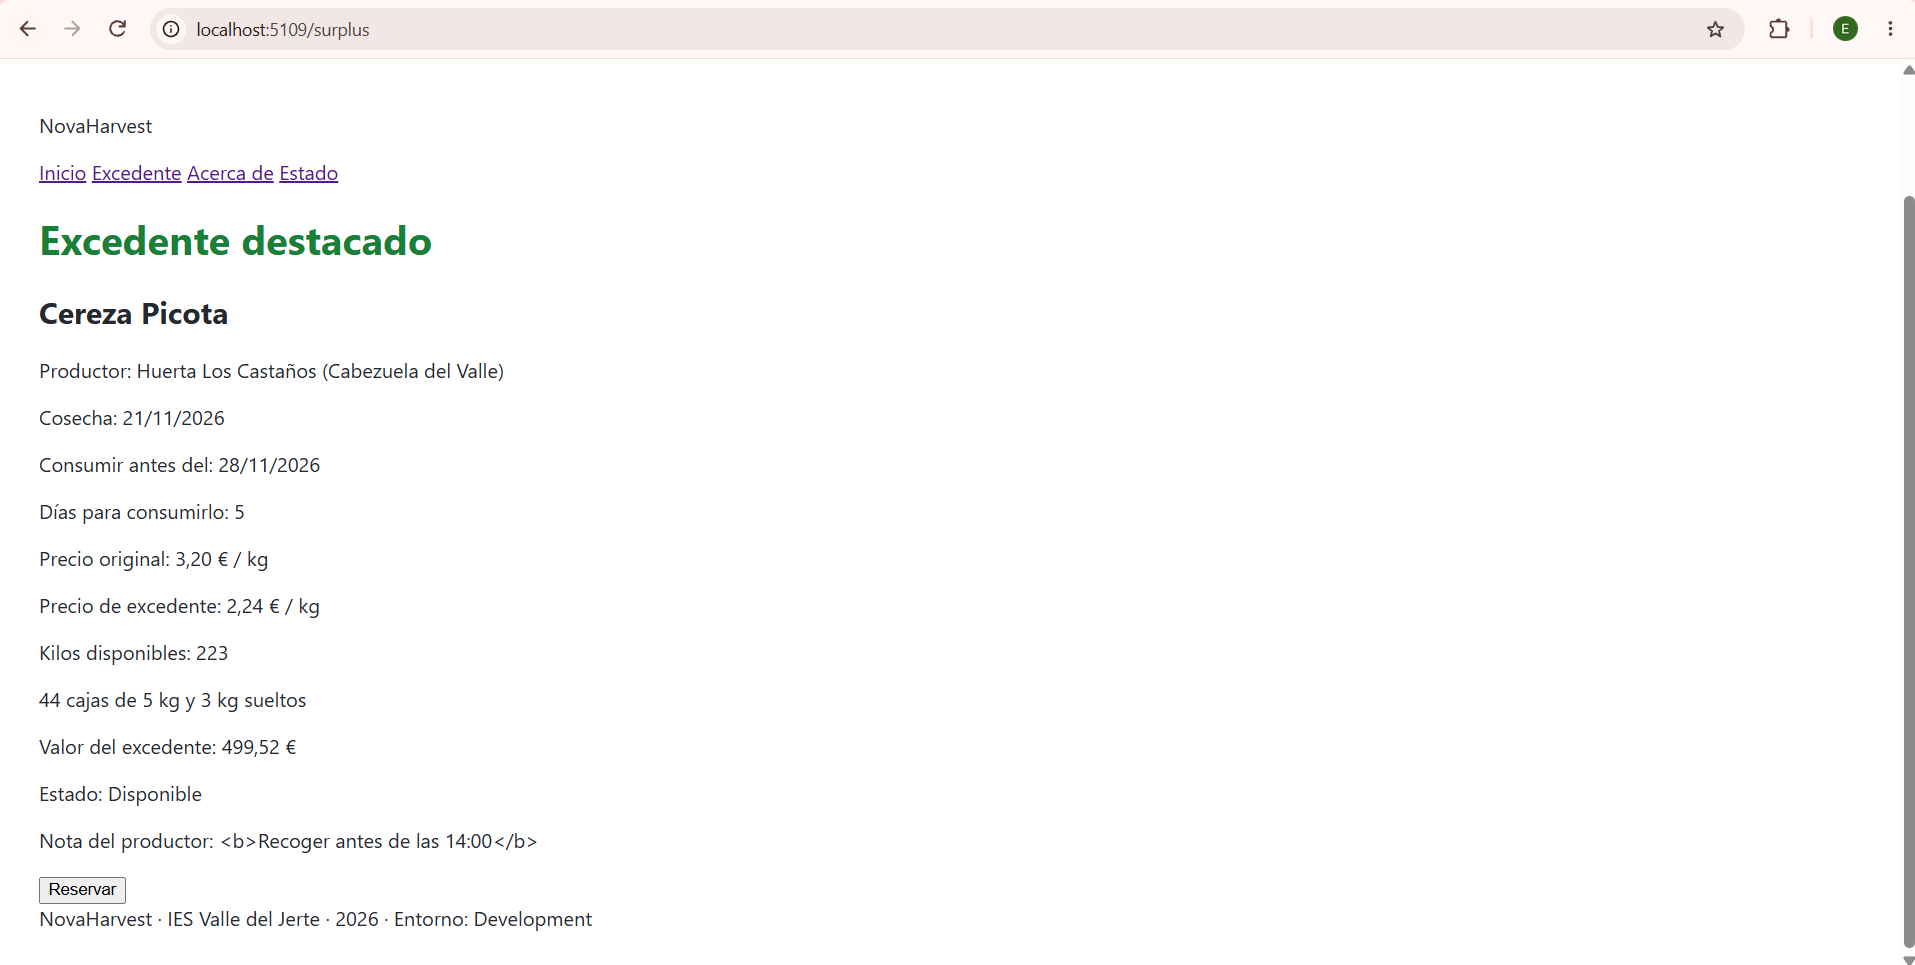 localhost:5109/surplus
E
NovaHarvest
Inicio Excedente Acerca de Estado
Excedente destacado
Cereza Picota
Productor: Huerta Los Castaños (Cabezuela del Valle)
Cosecha: 21/11/2026
Consumir antes del: 28/11/2026
Días para consumirlo: 5
Precio original: 3,20 € / kg
Precio de excedente: 2,24 € / kg
Kilos disponibles: 223
44 cajas de 5 kg y 3 kg sueltos
Valor del excedente: 499,52 €
Estado: Disponible
Nota del productor: <b>Recoger antes de las 14:00</b>
Reservar
NovaHarvest · IES Valle del Jerte · 2026 · Entorno: Development